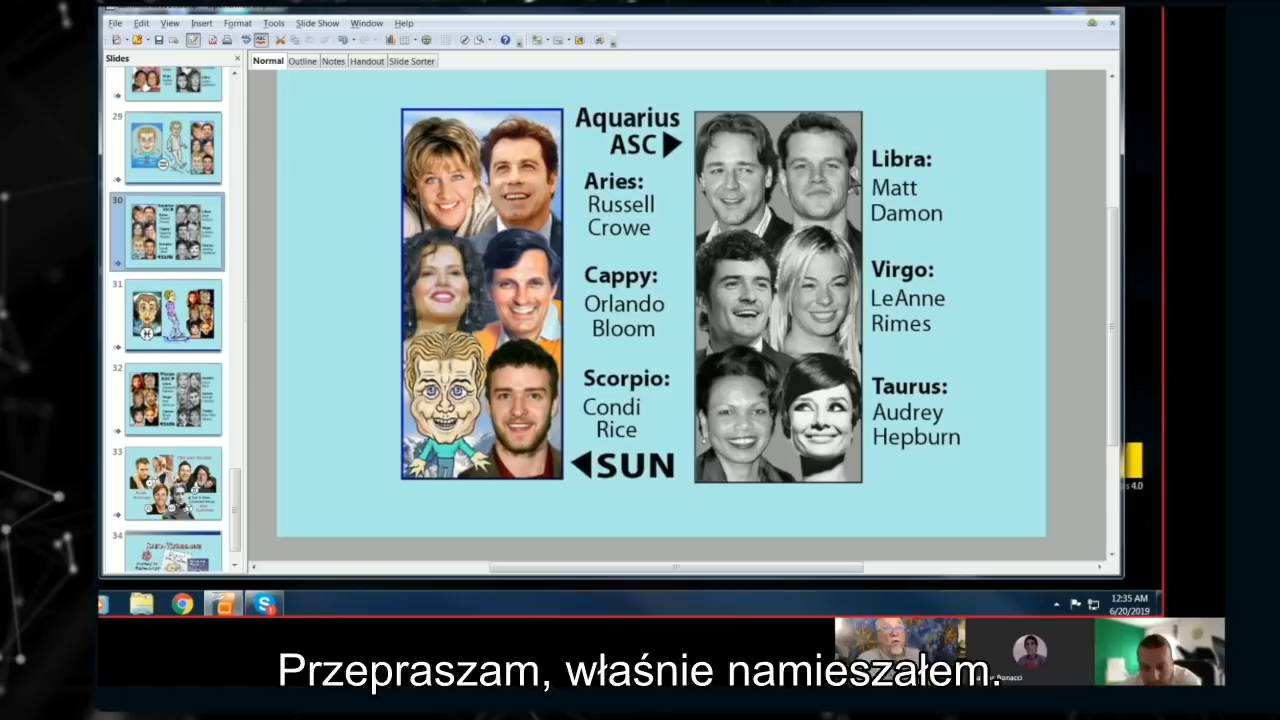 File Edit View Insert Format Tools Slide Show Window Help
Slides
Normal Outline Notes Handout Slide Sorter
29
30
31
32
33
34
Aquarius
ASC
Aries:
Russell
Crowe
Cappy:
Orlando
Bloom
Scorpio:
Condi
Rice
SUN
Libra:
Matt
Damon
Virgo:
LeAnne
Rimes
Taurus:
Audrey
Hepburn
4.0
12:35 AM
6/20/2019
Przepraszam, właśnie namieszałem.